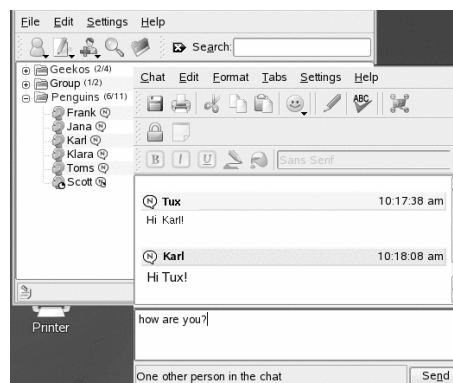 File Edit Settings Help
Search:
Geekos (2/4)
Group (1/2)
Penguins (6/11)
Frank N
Jana N
Karl N
Klara N
Toms N
Scott N
Chat Edit Format Tabs Settings Help
ABC
B I U Sans Serif
N Tux 10:17:38 am
Hi Karl!
N Karl 10:18:08 am
Hi Tux!
Printer
how are you?
One other person in the chat Send